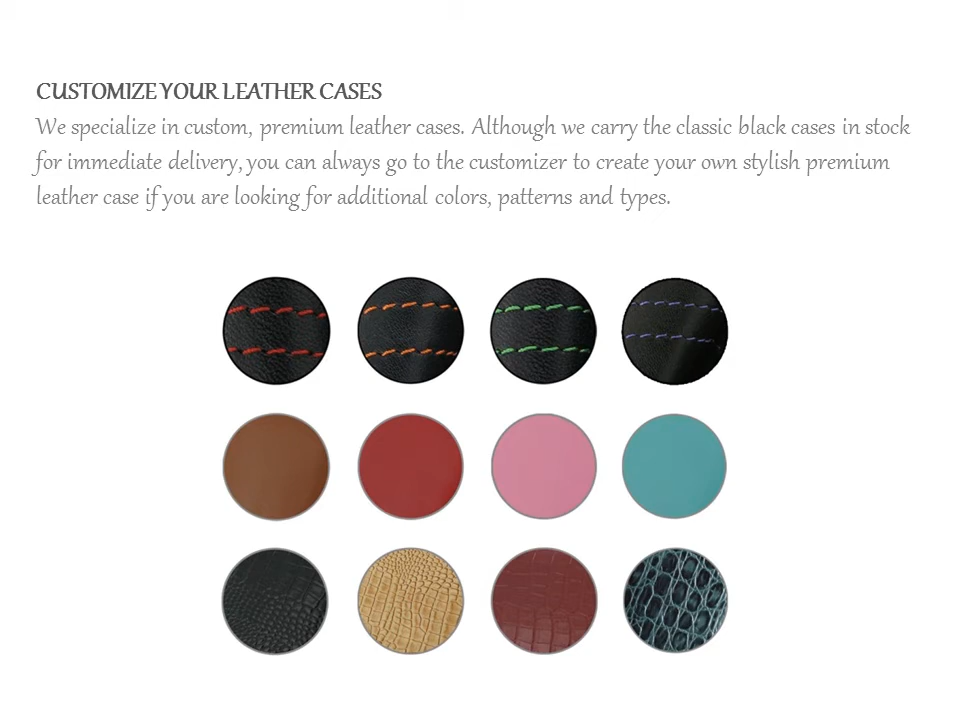 CUSTOMIZE YOUR LEATHER CASES
We specialize in custom, premium leather cases. Although we carry the classic black cases in stock
for immediate delivery, you can always go to the customizer to create your own stylish premium
leather case if you are looking for additional colors, patterns and types.